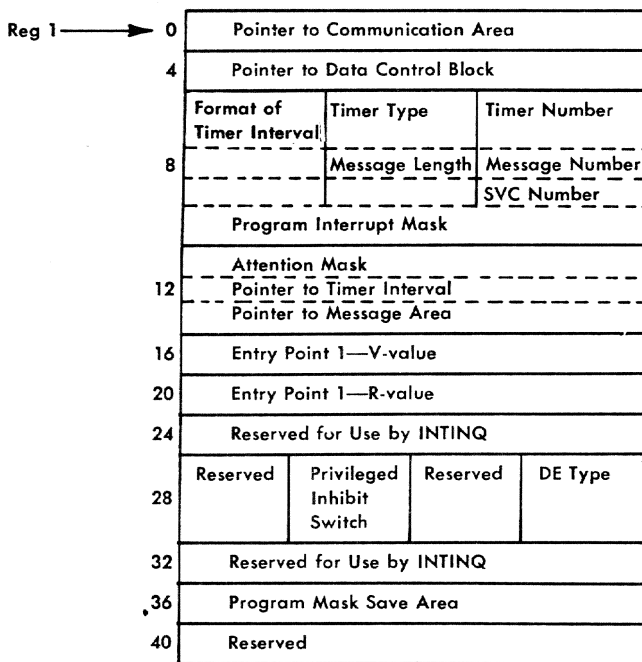 Reg 1 0 Pointer to Communication Area
4 Pointer to Data Control Block
Format of Timer Type Timer Number
Timer Interval
8 Message Length Message Number
SVC Number
Program Interrupt Mask
Attention Mask
12 Pointer to Timer Interval
Pointer to Message Area
16 Entry Point 1—V-value
20 Entry Point 1—R-value
24 Reserved for Use by INTINQ
Reserved Privileged Reserved DE Type
28 Inhibit
Switch
32 Reserved for Use by INTINQ
36 Program Mask Save Area
40 Reserved